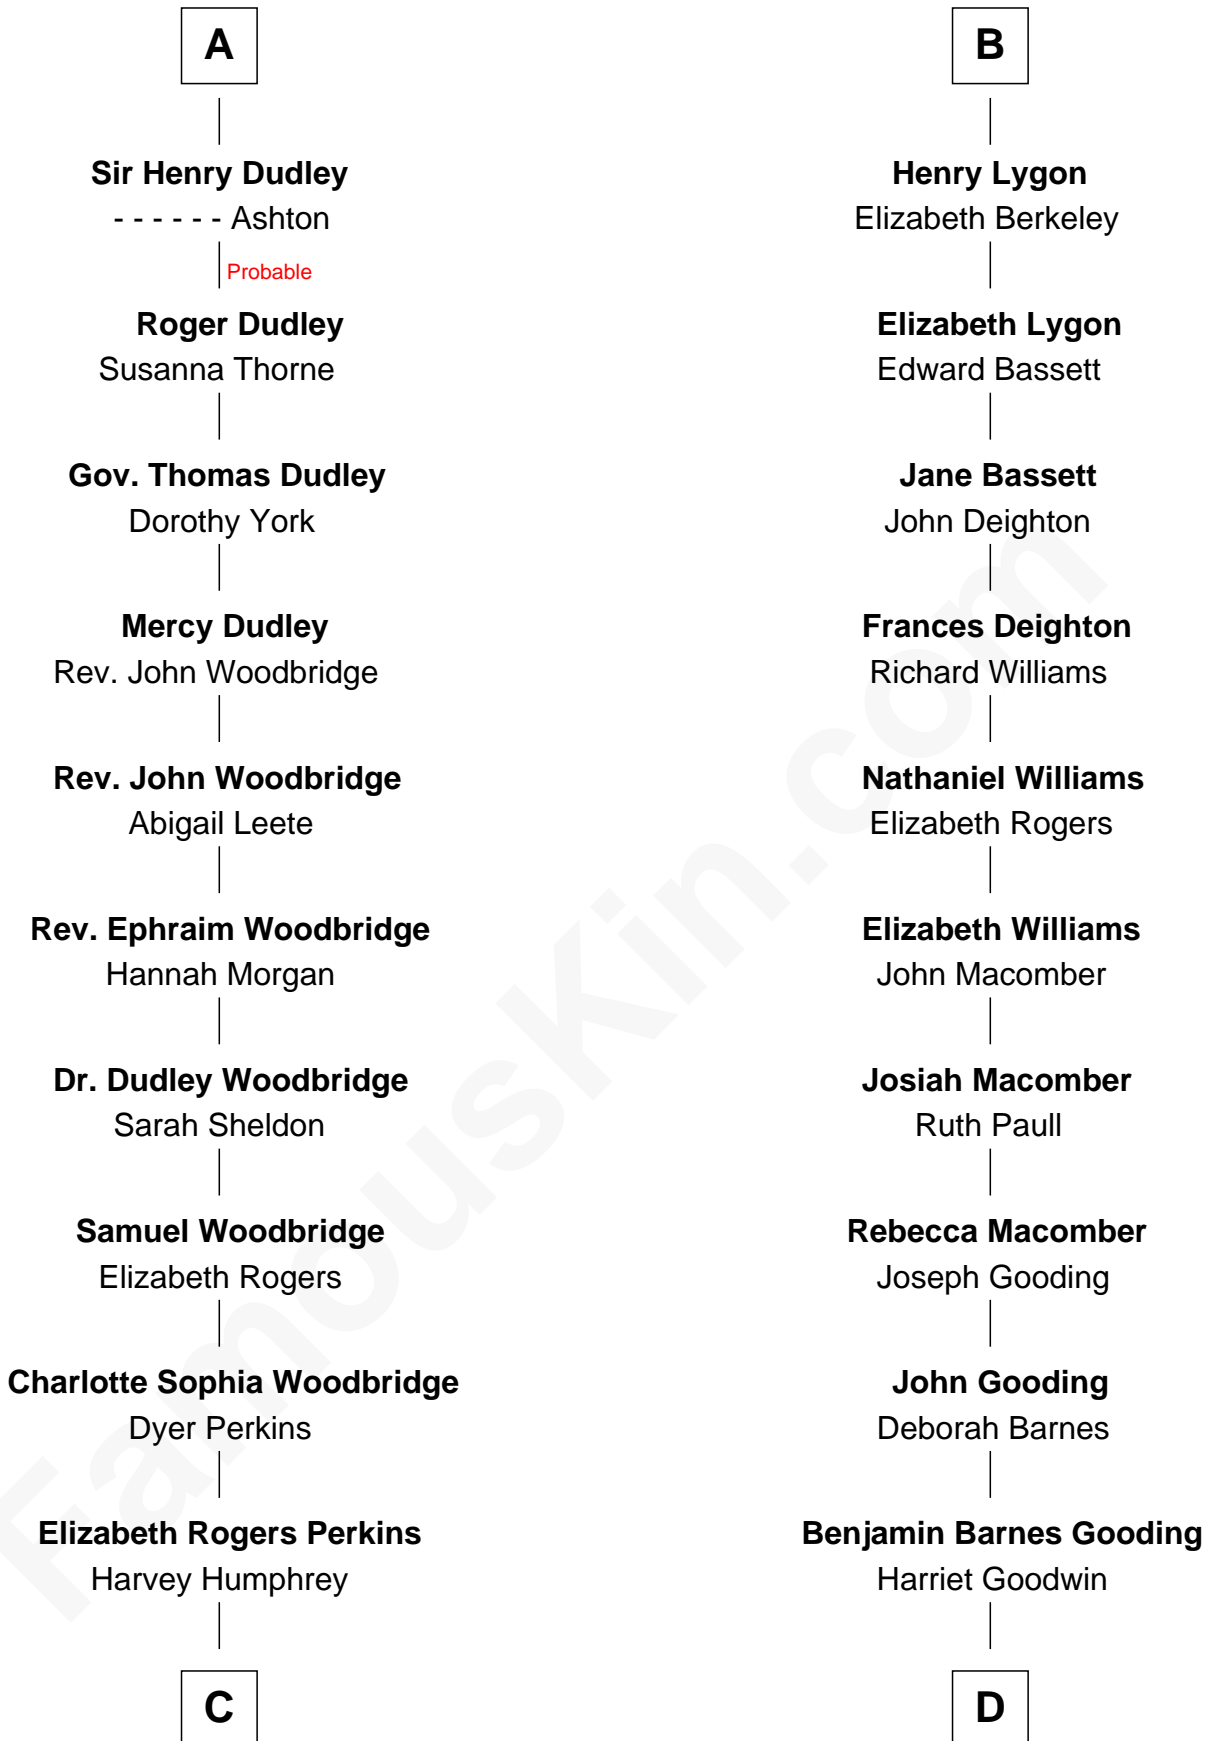 A
Sir Henry Dudley
- - - - - - Ashton
Probable
Roger Dudley
Susanna Thorne
Gov. Thomas Dudley
Dorothy York
Mercy Dudley
Rev. John Woodbridge
Rev. John Woodbridge
Abigail Leete
Rev. Ephraim Woodbridge
Hannah Morgan
Dr. Dudley Woodbridge
Sarah Sheldon
Samuel Woodbridge
Elizabeth Rogers
Charlotte Sophia Woodbridge
Dyer Perkins
Elizabeth Rogers Perkins
Harvey Humphrey
C
B
Henry Lygon
Elizabeth Berkeley
Elizabeth Lygon
Edward Bassett
Jane Bassett
John Deighton
Frances Deighton
Richard Williams
Nathaniel Williams
Elizabeth Rogers
Elizabeth Williams
John Macomber
Josiah Macomber
Ruth Paull
Rebecca Macomber
Joseph Gooding
John Gooding
Deborah Barnes
Benjamin Barnes Gooding
Harriet Goodwin
D
FamousKin.com